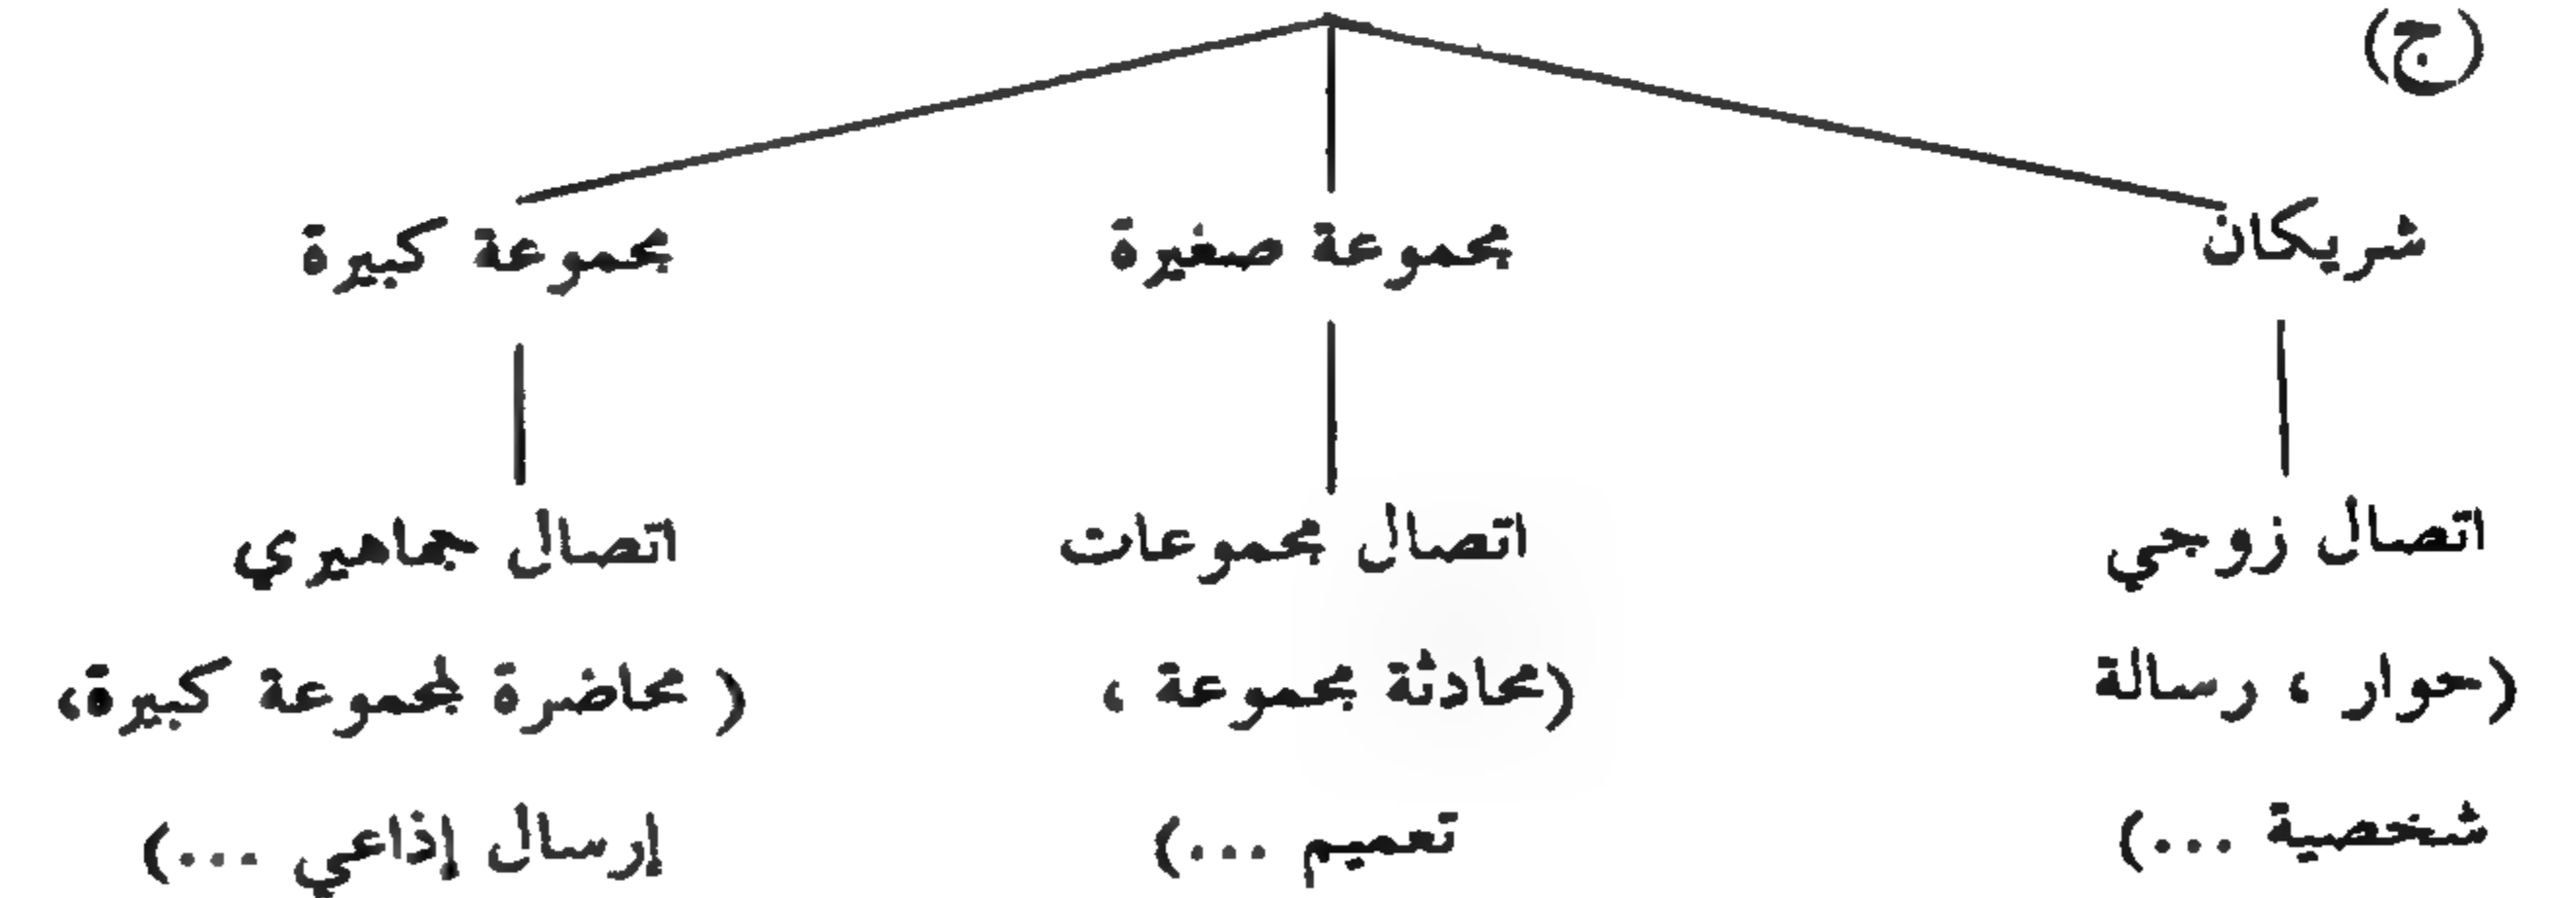 (ج)
شريكان
مجموعة صغيرة
مجموعة كبيرة
اتصال زوجي
(حوار ، رسالة
شخصية ...)
اتصال مجموعات
(محادثة مجموعة ،
تعميم ...)
اتصال جماهيري
( محاضرة لمجموعة كبيرة،
إرسال إذاعي ...)